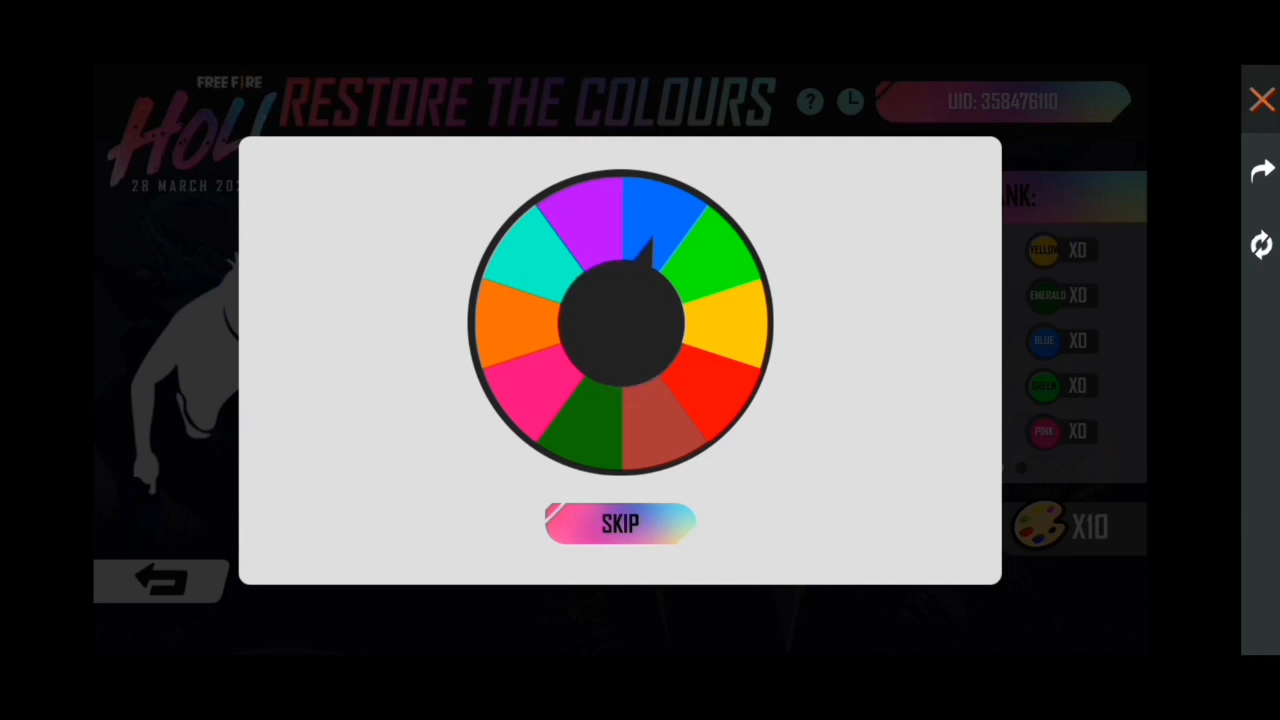 FREE FIRE
RESTORE THE COLOURS
?
UID: 358476110
HOLI
28 MARCH
YELLOW X0
EMERALD X0
BLUE X0
GREEN X0
PINK X0
SKIP
X10